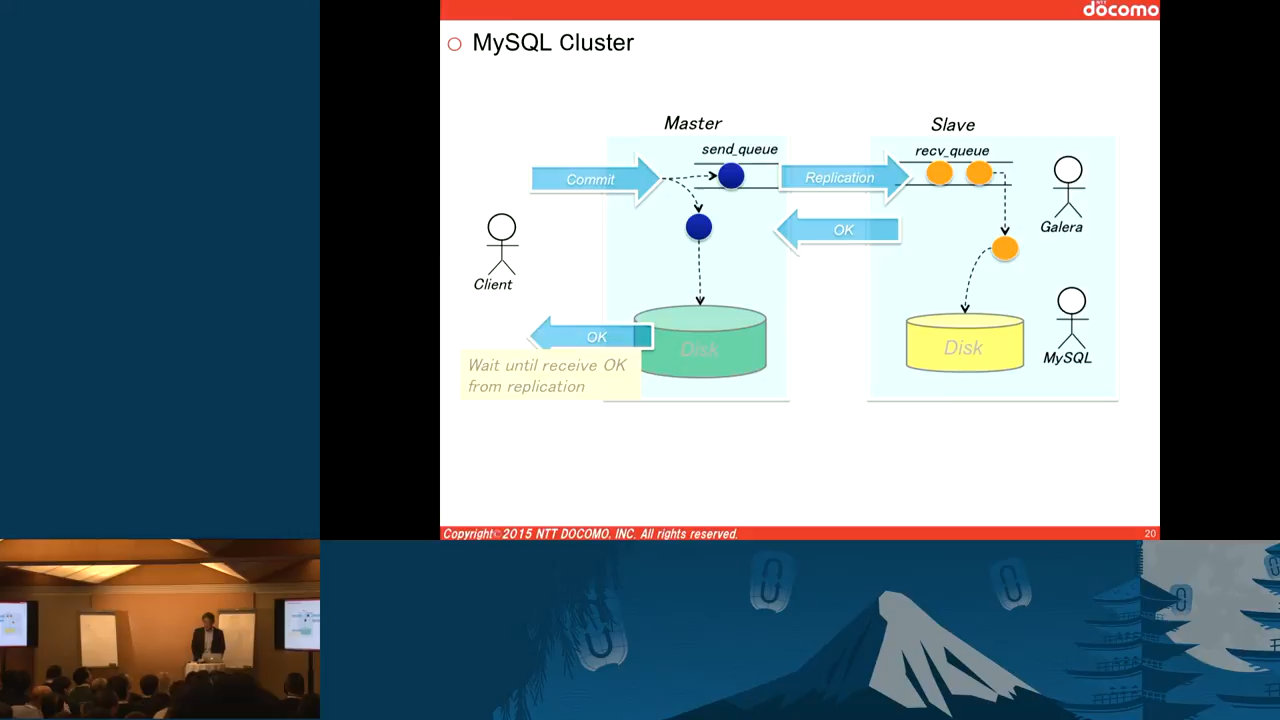 NTT
docomo
MySQL Cluster
Master
Slave
send_queue
recv_queue
Commit
Replication
OK
Galera
Client
OK
Disk
Disk
MySQL
Wait until receive OK
from replication
Copyright©2015 NTT DOCOMO, INC. All rights reserved.
20